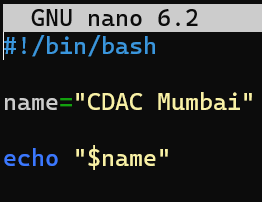 GNU nano 6.2
#!/bin/bash
name="CDAC Mumbai"
echo "$name"